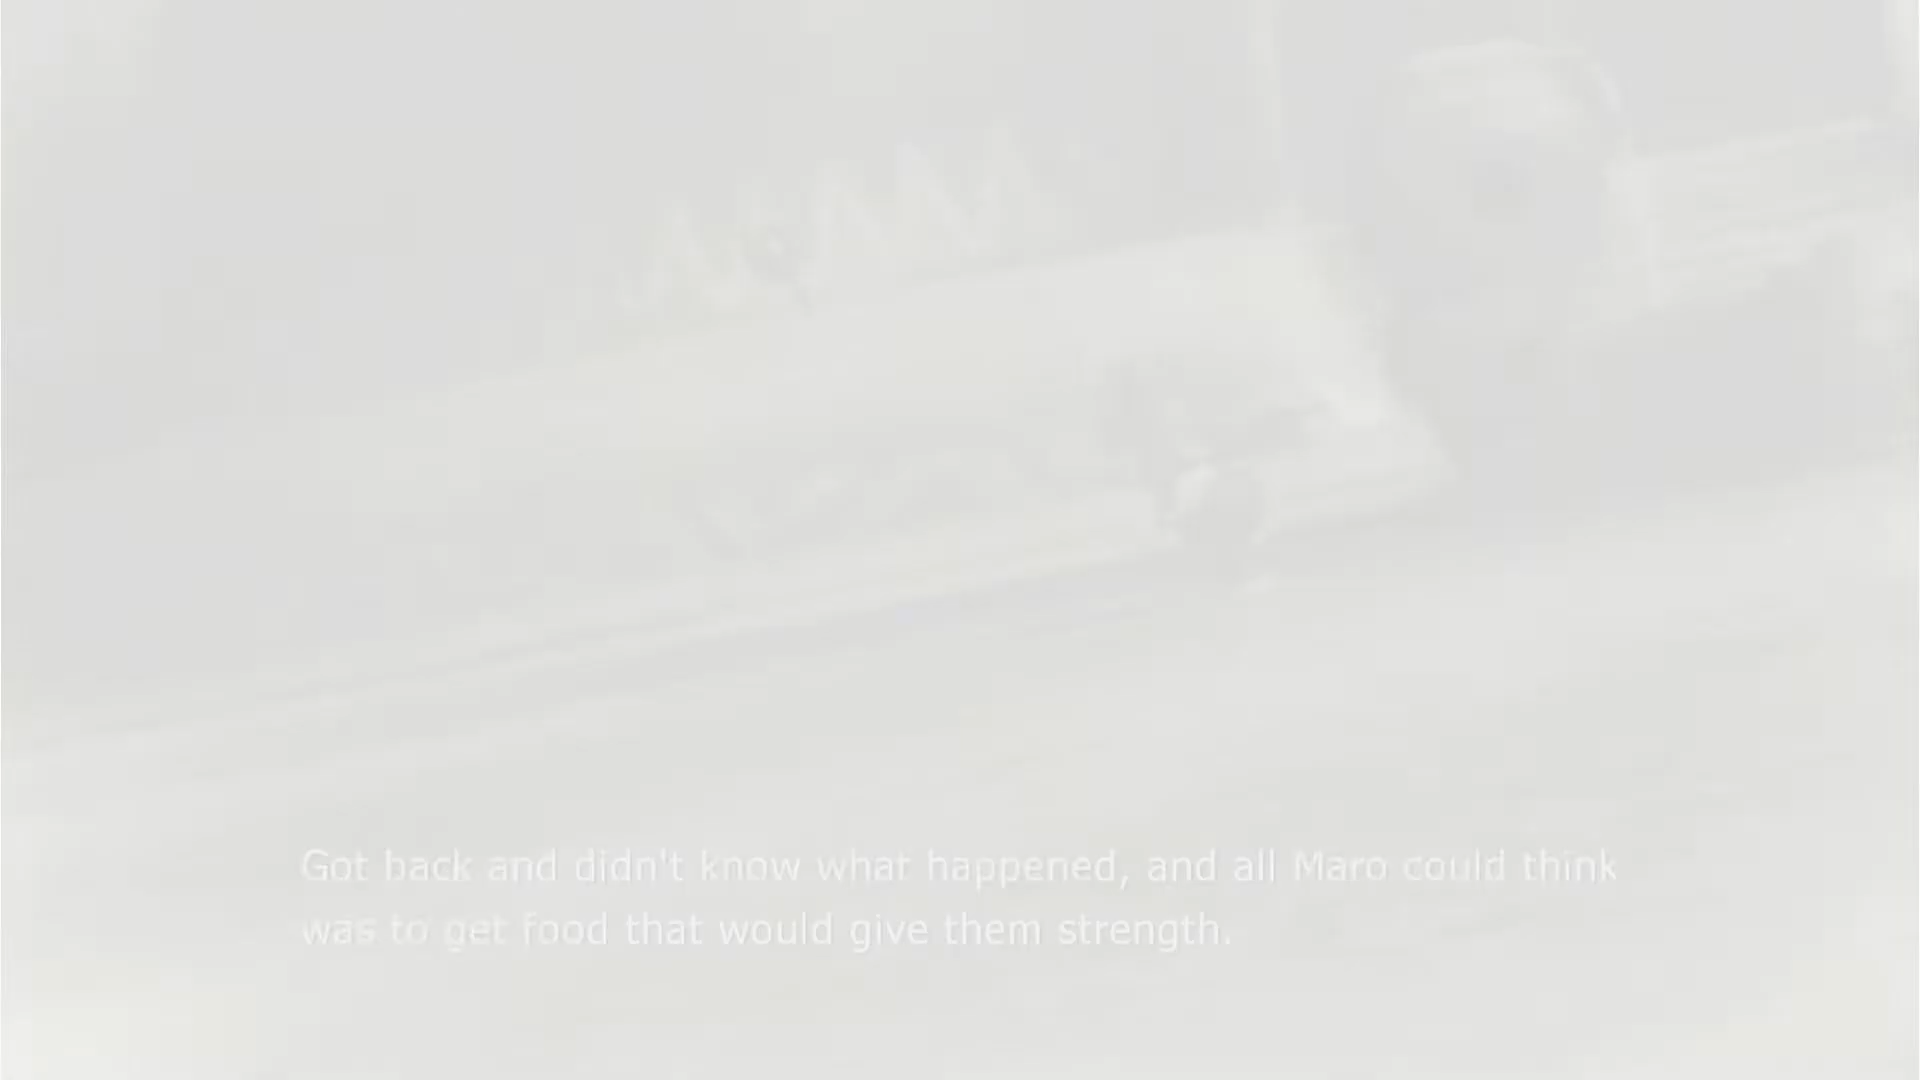 Got back and didn't know what happened, and all Maro could think
was to get food that would give them strength.